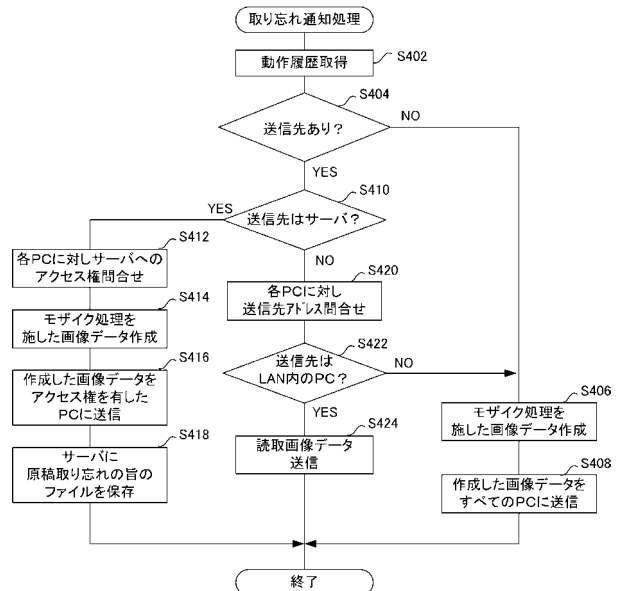 取り忘れ通知処理
動作履歴取得
S402
S404
送信先あり？
NO
YES
S410
YES
送信先はサーバ？
NO
S412
各PCに対しサーバへの
アクセス権問合せ
S414
モザイク処理を
施した画像データ作成
S416
作成した画像データを
アクセス権を有した
PCに送信
S418
サーバに
原稿取り忘れの旨の
ファイルを保存
S420
各PCに対し
送信先アドレス問合せ
S422
送信先は
LAN内のPC？
NO
YES
S424
読取画像データ
送信
S406
モザイク処理を
施した画像データ作成
S408
作成した画像データを
すべてのPCに送信
終了